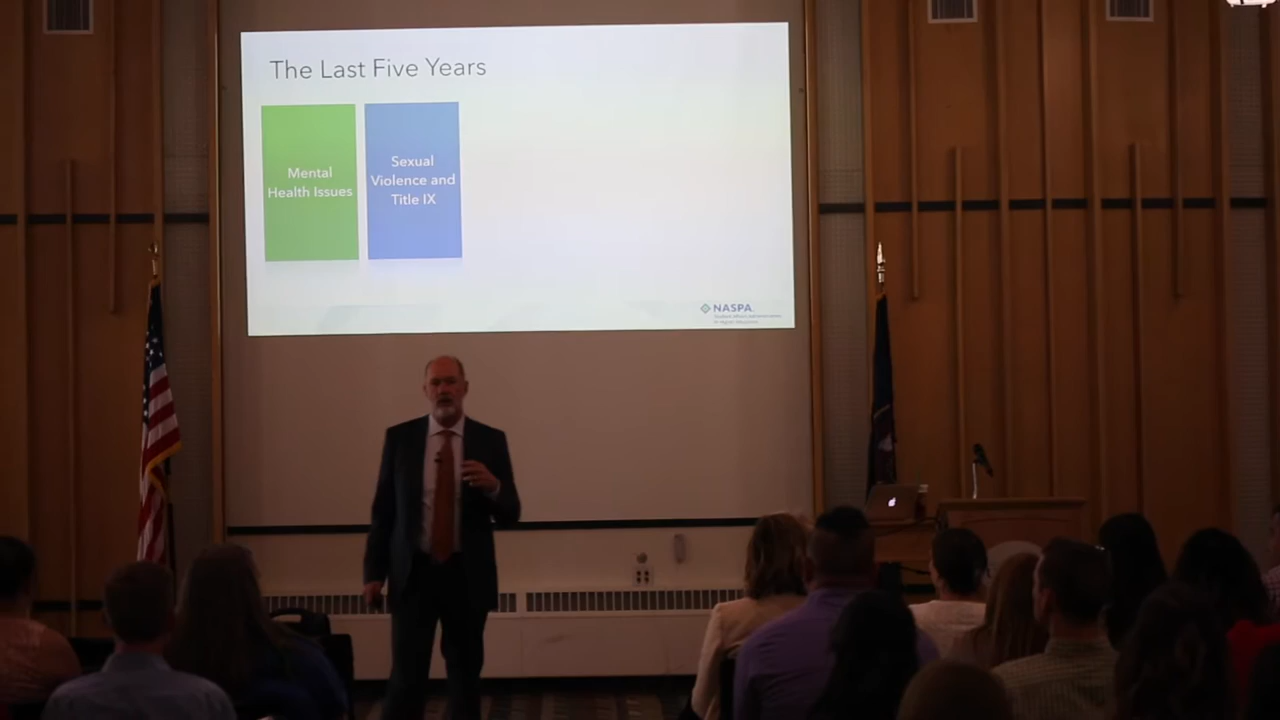 The Last Five Years
Mental
Health Issues
Sexual
Violence and
Title IX
NASPA